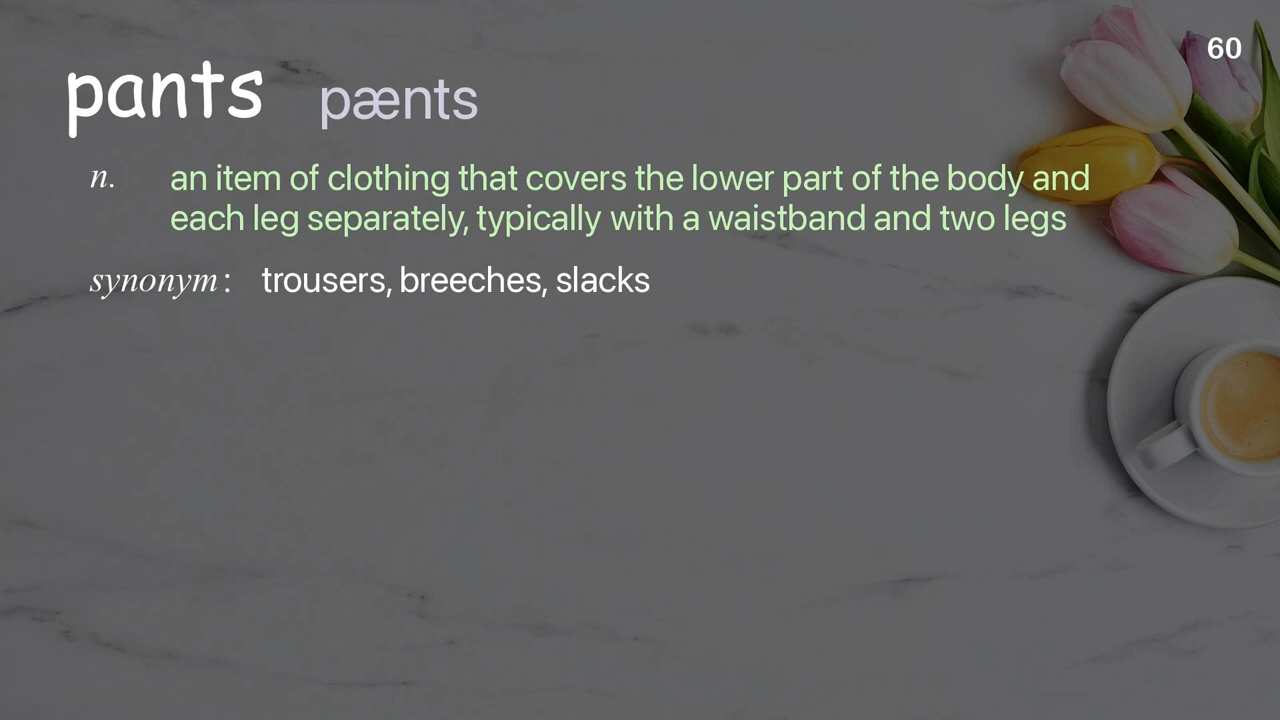 60
pants pænts
n. an item of clothing that covers the lower part of the body and
each leg separately, typically with a waistband and two legs
synonym: trousers, breeches, slacks